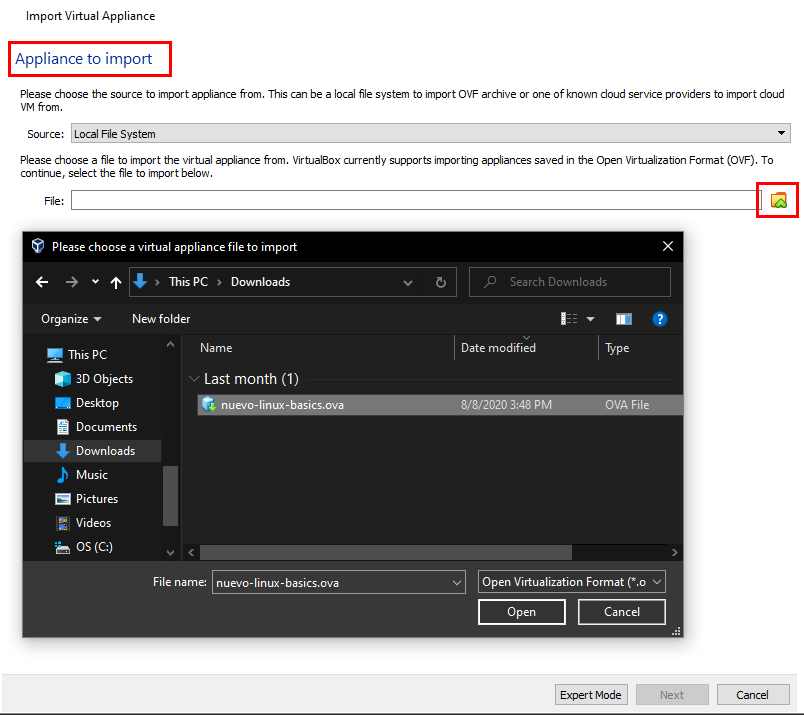 Import Virtual Appliance
Appliance to import
Please choose the source to import appliance from. This can be a local file system to import OVF archive or one of known cloud service providers to import cloud
VM from.
Source: Local File System
Please choose a file to import the virtual appliance from. VirtualBox currently supports importing appliances saved in the Open Virtualization Format (OVF). To
continue, select the file to import below.
File:
Please choose a virtual appliance file to import
This PC > Downloads
Search Downloads
Organize
New folder
?
Name Date modified Type
This PC
3D Objects
Desktop
Documents
Downloads
Music
Pictures
Videos
OS (C:)
Last month (1)
nuevo-linux-basics.ova 8/8/2020 3:48 PM OVA File
File name: nuevo-linux-basics.ova
Open Virtualization Format (*.o
Open Cancel
Expert Mode Next Cancel